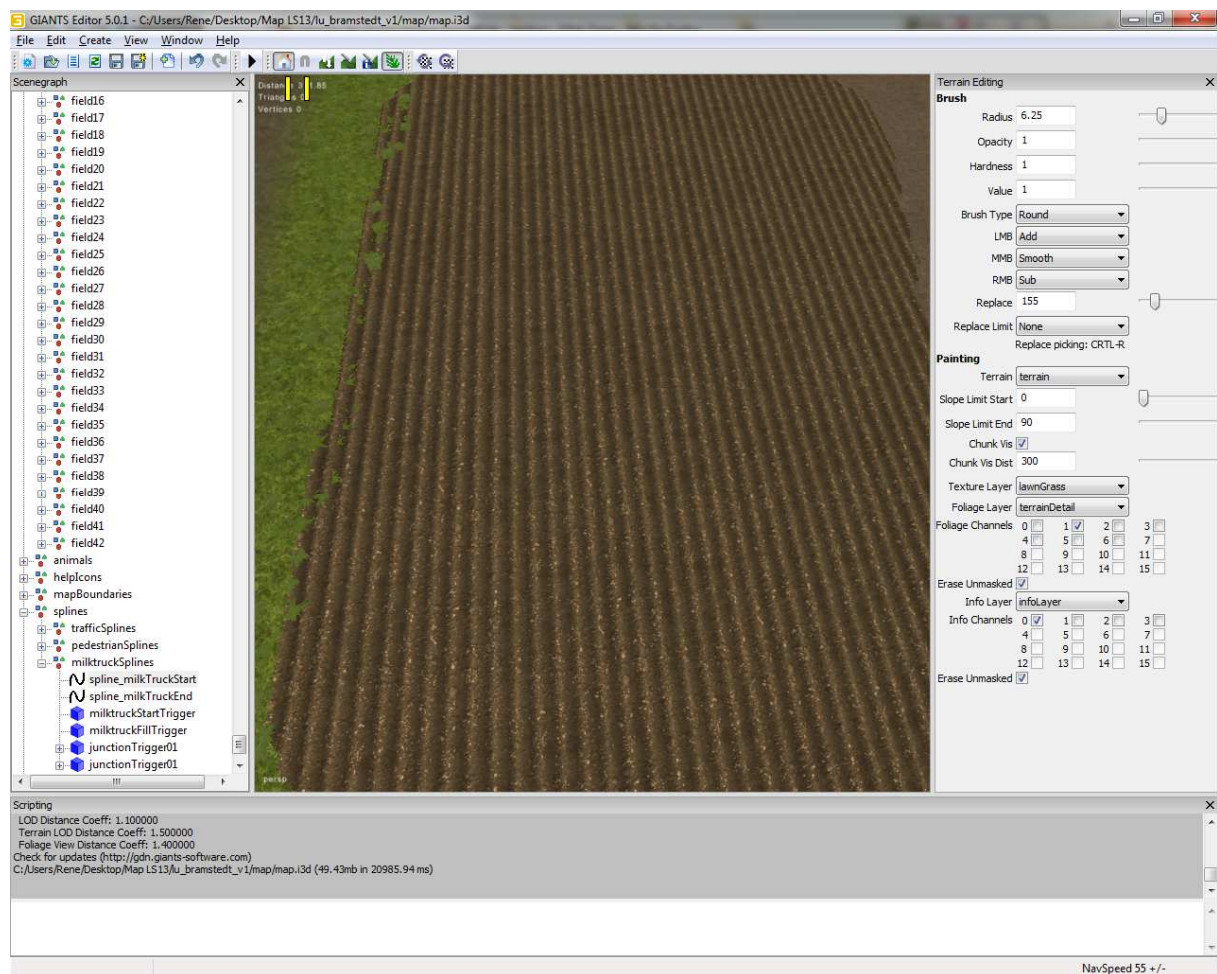 GIANTS Editor 5.0.1 - C:/Users/Rene/Desktop/Map LS13/lu_bramstedt_v1/map/map.i3d
File Edit Create View Window Help
Scenegraph
field16
field17
field18
field19
field20
field21
field22
field23
field24
field25
field26
field27
field28
field29
field30
field31
field32
field33
field34
field35
field36
field37
field38
field39
field40
field41
field42
animals
helpIcons
mapBoundaries
splines
trafficSplines
pedestrianSplines
milktruckSplines
spline_milkTruckStart
spline_milkTruckEnd
milktruckStartTrigger
milktruckFillTrigger
junctionTrigger01
junctionTrigger01
Vertices 0
persp
Terrain Editing
Brush
Radius 6.25
Opacity 1
Hardness 1
Value 1
Brush Type Round
LMB Add
MMB Smooth
RMB Sub
Replace 155
Replace Limit None
Replace picking: CRTL-R
Painting
Terrain terrain
Slope Limit Start 0
Slope Limit End 90
Chunk Vis
Chunk Vis Dist 300
Texture Layer lawnGrass
Foliage Layer terrainDetail
Foliage Channels 0 1 2 3
4 5 6 7
8 9 10 11
12 13 14 15
Erase Unmasked
Info Layer infoLayer
Info Channels 0 1 2 3
4 5 6 7
8 9 10 11
12 13 14 15
Erase Unmasked
Scripting
LOD Distance Coeff: 1.100000
Terrain LOD Distance Coeff: 1.500000
Foliage View Distance Coeff: 1.400000
Check for updates (http://gdn.giants-software.com)
C:/Users/Rene/Desktop/Map LS13/lu_bramstedt_v1/map/map.i3d (49.43mb in 20985.94 ms)
NavSpeed 55 +/-